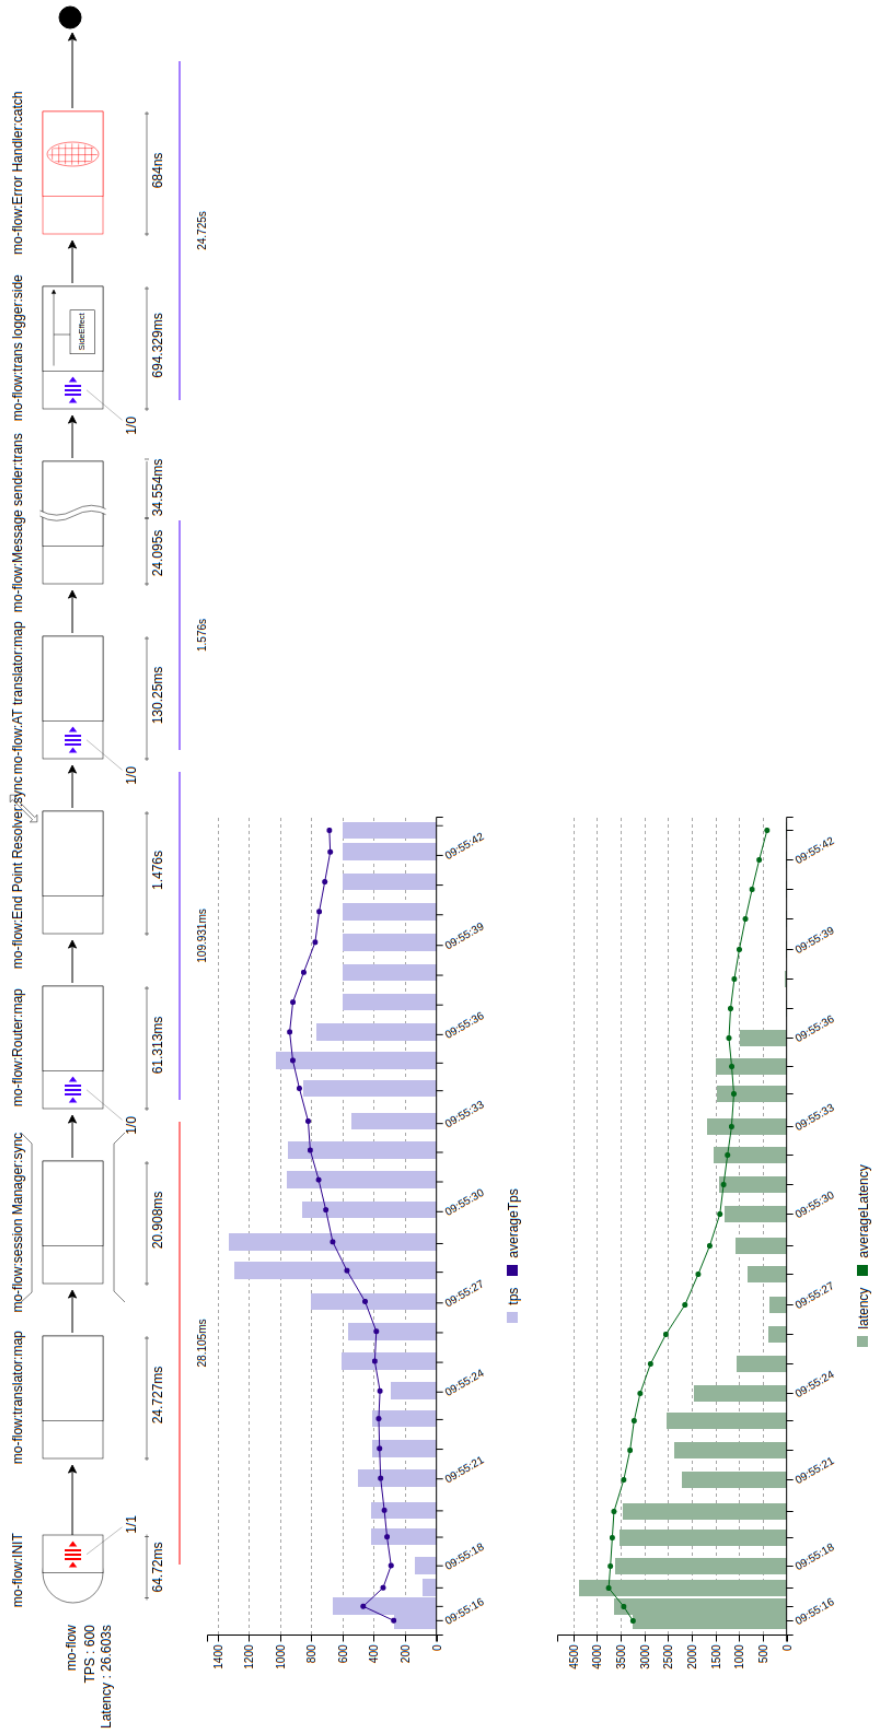 mo-flow
TPS : 600
Latency : 26.603s
mo-flow:INIT
mo-flow:translator:map
mo-flow:session Manager:sync
mo-flow:Router:map
mo-flow:End Point Resolver:sync
mo-flow:AT translator:map
mo-flow:Message sender:trans
mo-flow:trans logger:side
mo-flow:Error Handler:catch
SideEffect
1/1
1/0
1/0
1/0
64.72ms
24.727ms
20.908ms
61.313ms
1.476s
130.25ms
24.095s
34.554ms
694.329ms
684ns
28.105ms
109.931ms
1.576s
24.725s
1400
1200
1000
800
600
400
200
0
09:55:16
09:55:18
09:55:21
09:55:24
09:55:27
09:55:30
09:55:33
09:55:36
09:55:39
09:55:42
tps
averageTps
4500
4000
3500
3000
2500
2000
1500
1000
500
0
09:55:16
09:55:18
09:55:21
09:55:24
09:55:27
09:55:30
09:55:33
09:55:36
09:55:39
09:55:42
latency
averageLatency